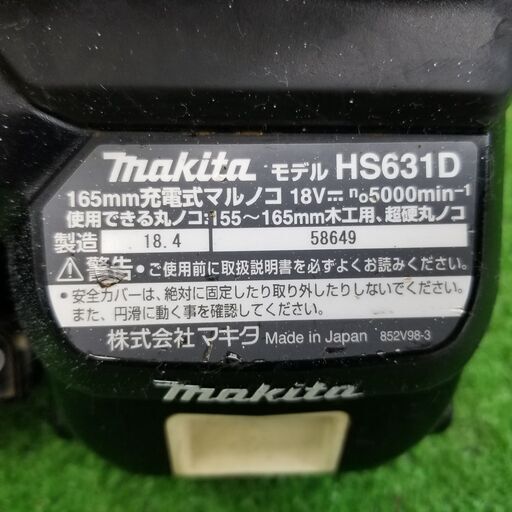 makita モデル HS631D
165mm充電式マルノコ 18V⎓ n₀5000min⁻¹
使用できる丸ノコ:155〜165mm木工用、超硬丸ノコ
製造 18.4 58649
⚠警告・ご使用前に取扱説明書を必ずよくお読みください。
・安全カバーは、絶対に固定したり取り外したりしないでください。
また、円滑に動く事を確認してください。
株式会社マキタ Made in Japan 852V98-3
makita